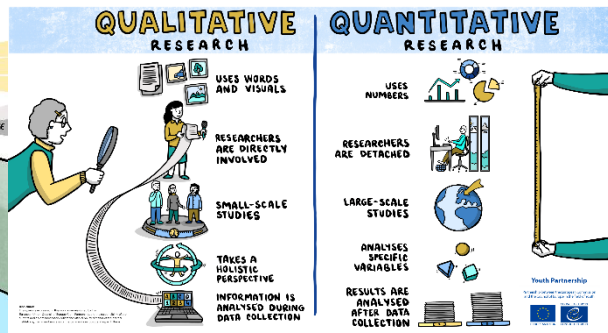 QUALITATIVE
RESEARCH
USES WORDS
AND VISUALS
RESEARCHERS
ARE DIRECTLY
INVOLVED
SMALL-SCALE
STUDIES
TAKES A
HOLISTIC
PERSPECTIVE
INFORMATION IS
ANALYSED DURING
DATA COLLECTION
QUANTITATIVE
RESEARCH
USES
NUMBERS
RESEARCHERS
ARE DETACHED
LARGE-SCALE
STUDIES
ANALYSES
SPECIFIC
VARIABLES
RESULTS ARE
ANALYSED
AFTER DATA
COLLECTION
Youth Partnership